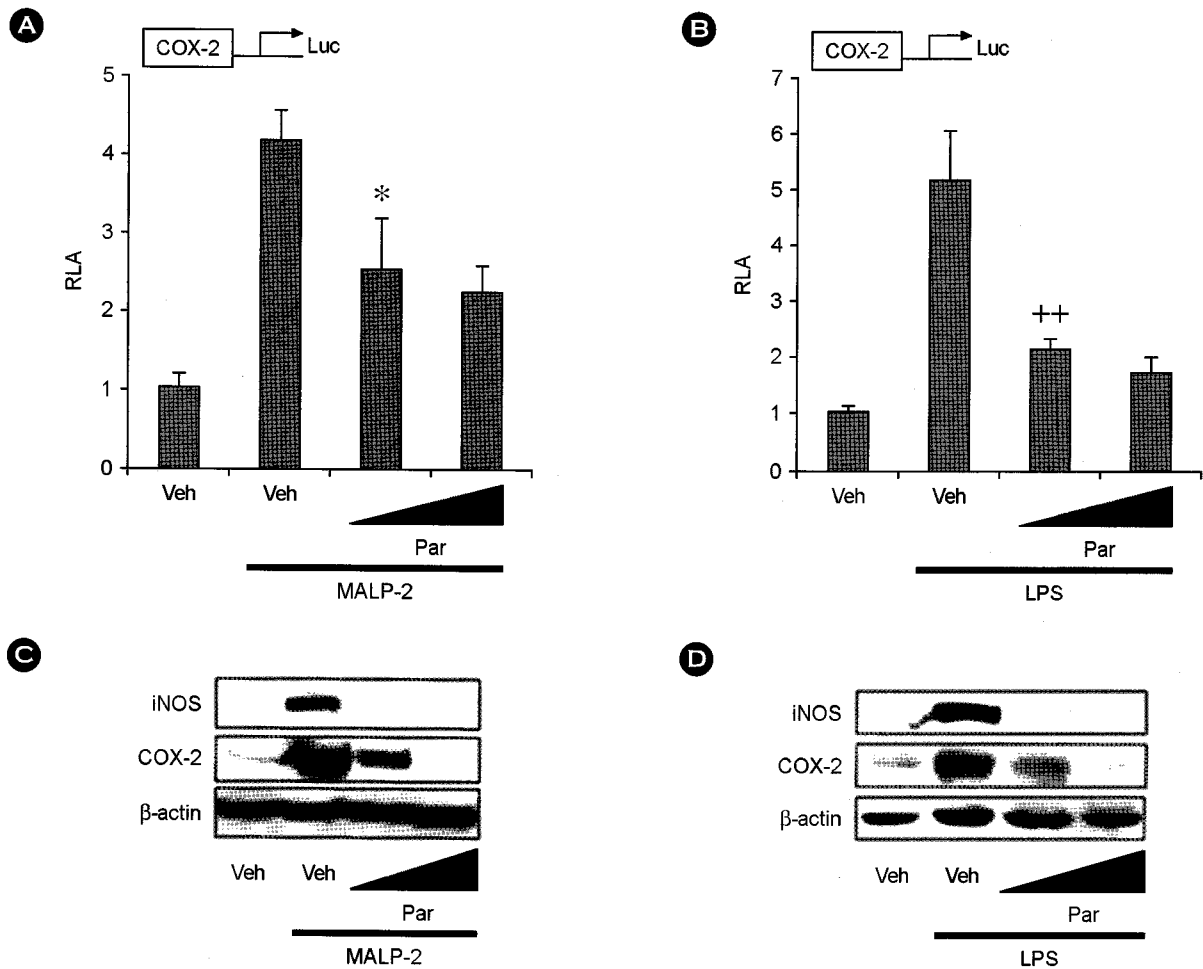 A
COX-2
Luc
RLA
5
4
3
2
1
0
*
Veh
Veh
Par
MALP-2
B
COX-2
Luc
RLA
7
6
5
4
3
2
1
0
++
Veh
Veh
Par
LPS
C
iNOS
COX-2
β-actin
Veh
Veh
Par
MALP-2
D
iNOS
COX-2
β-actin
Veh
Veh
Par
LPS